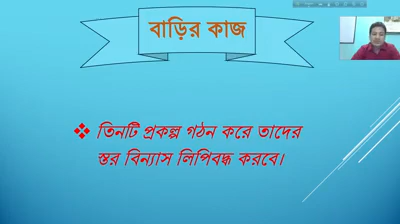 বাড়ির কাজ
তিনটি প্রকল্প গঠন করে তাদের
স্তর বিন্যাস লিপিবদ্ধ করবে।